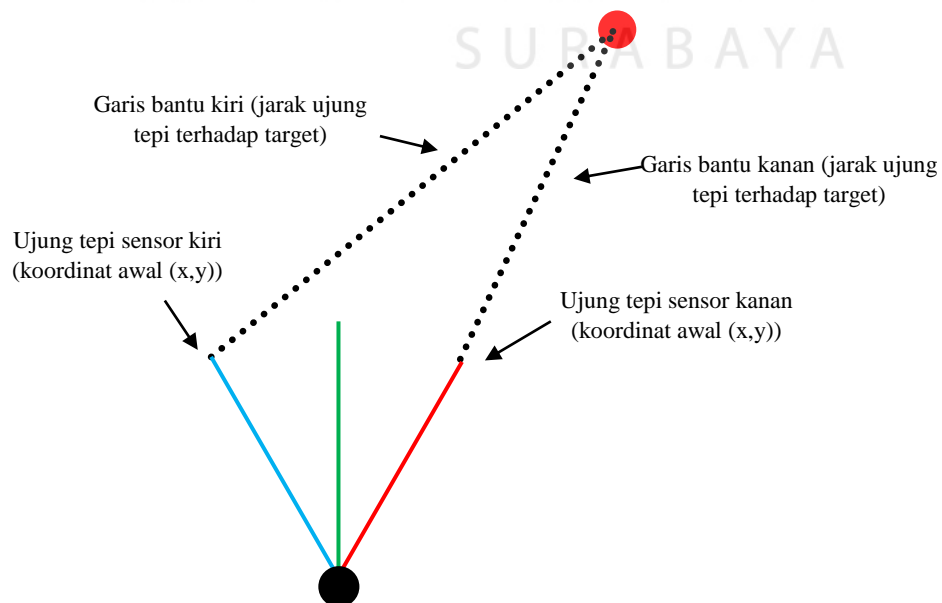 SURABAYA
Garis bantu kiri (jarak ujung
tepi terhadap target)
Garis bantu kanan (jarak ujung
tepi terhadap target)
Ujung tepi sensor kiri
(koordinat awal (x,y))
Ujung tepi sensor kanan
(koordinat awal (x,y))